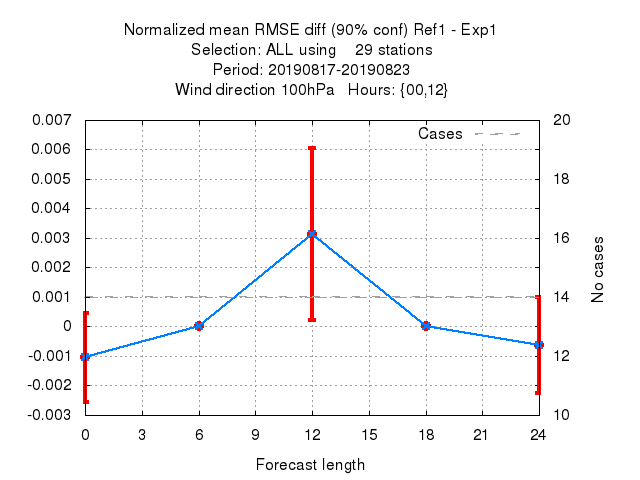 Normalized mean RMSE diff (90% conf) Ref1 - Exp1
Selection: ALL using 29 stations
Period: 20190817-20190823
Wind direction 100hPa Hours: {00,12}
0.007
0.006
0.005
0.004
0.003
0.002
0.001
0
-0.001
-0.002
-0.003
Cases
20
18
16
14
12
10
No cases
0 3 6 9 12 15 18 21 24
Forecast length